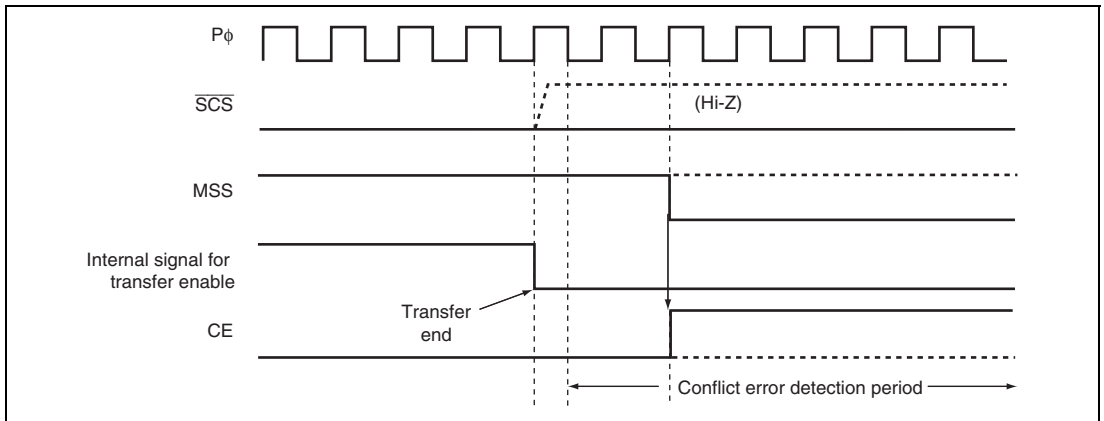 Pφ
SCS
(Hi-Z)
MSS
Internal signal for
transfer enable
Transfer
end
CE
Conflict error detection period